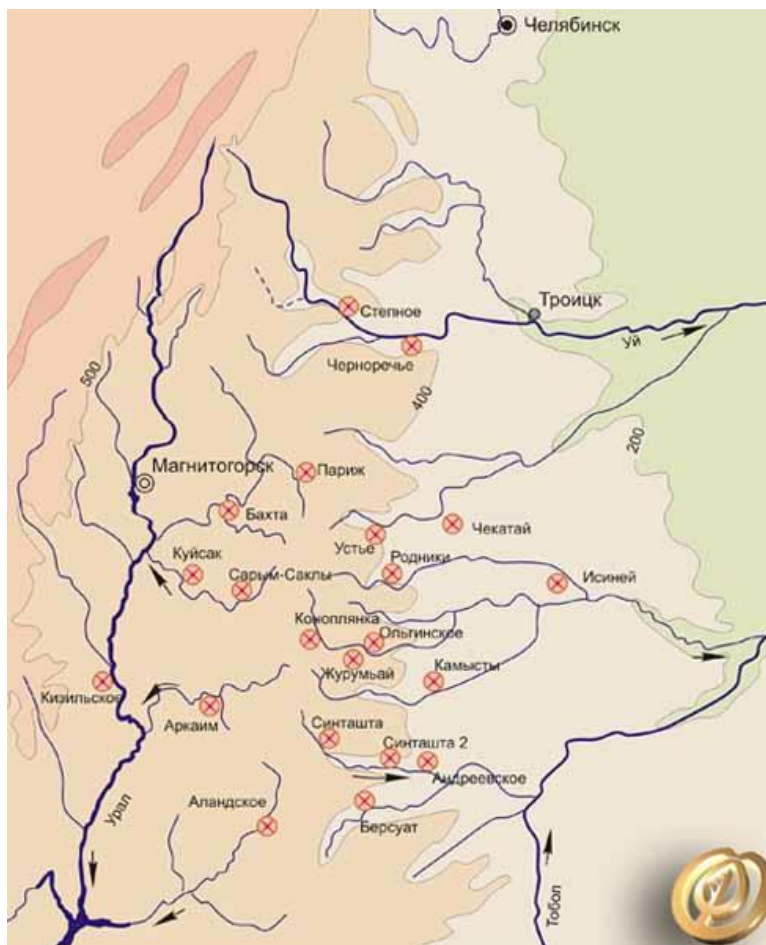 Челябинск
Степное
Троицк
Уй
Черноречье
500
400
200
Магнитогорск
Париж
Бахта
Чекатай
Устье
Куйсак
Родники
Сарым-Саклы
Исиней
Коноплянка
Ольгинское
Журумбай
Камысты
Кизильское
Аркаим
Синташта
Синташта 2
Андреевское
Аландское
Берсуат
Урал
Тобол